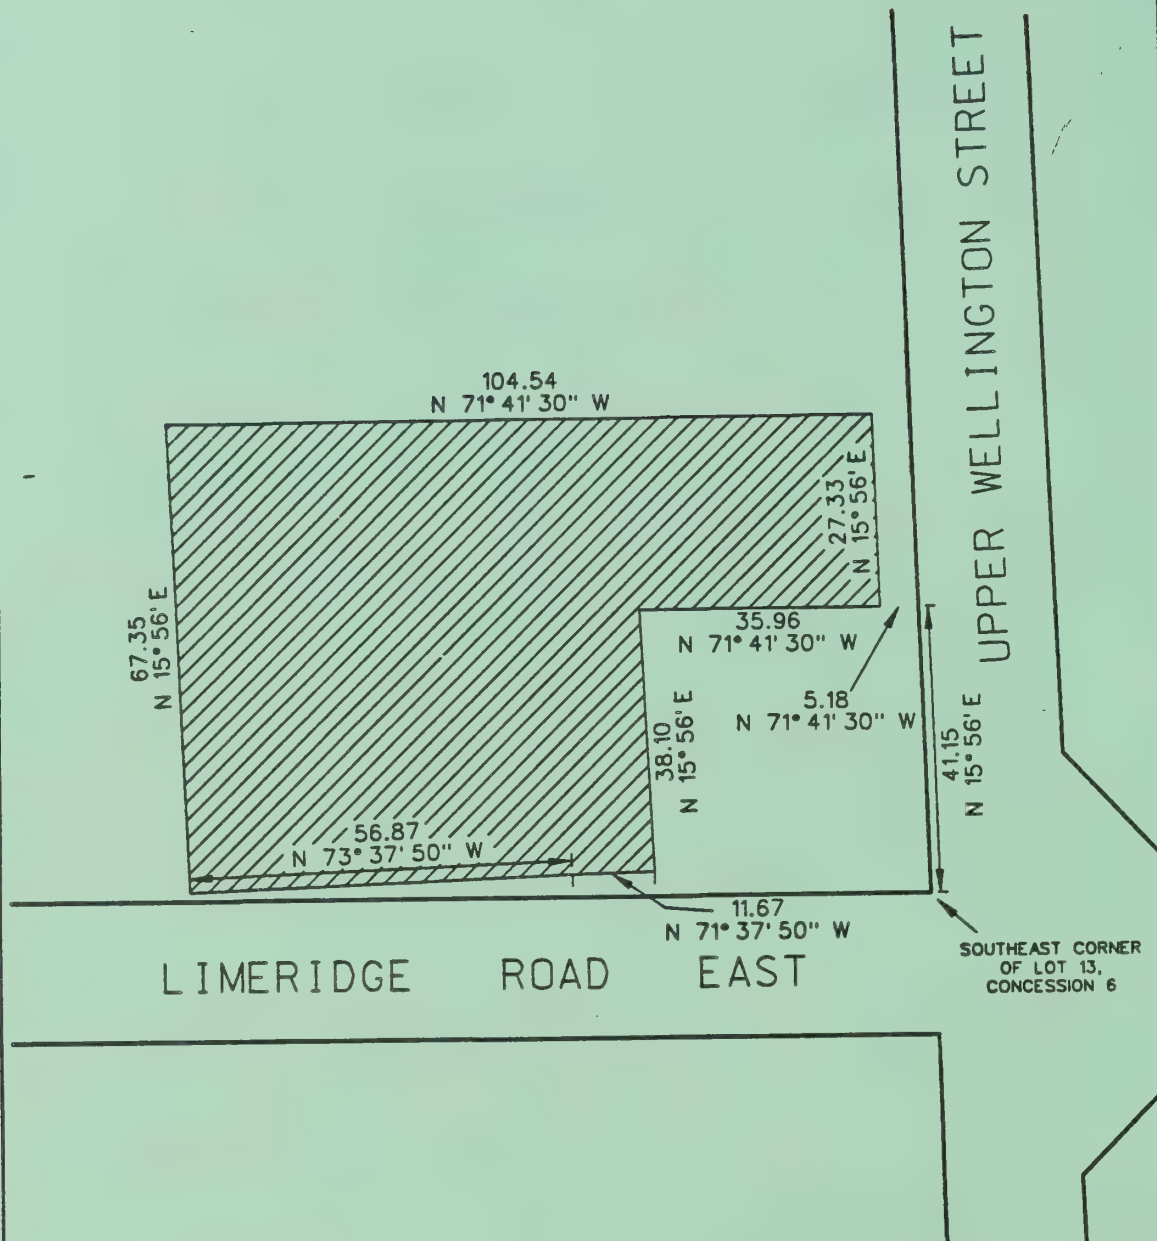 UPPER WELLINGTON STREET
104.54
N 71° 41' 30" W
27.33
N 15° 56' E
67.35
N 15° 56' E
35.96
N 71° 41' 30" W
5.18
N 71° 41' 30" W
38.10
N 15° 56' E
41.15
N 15° 56' E
56.87
N 73° 37' 50" W
11.67
N 71° 37' 50" W
SOUTHEAST CORNER
OF LOT 13,
CONCESSION 6
LIMERIDGE ROAD EAST